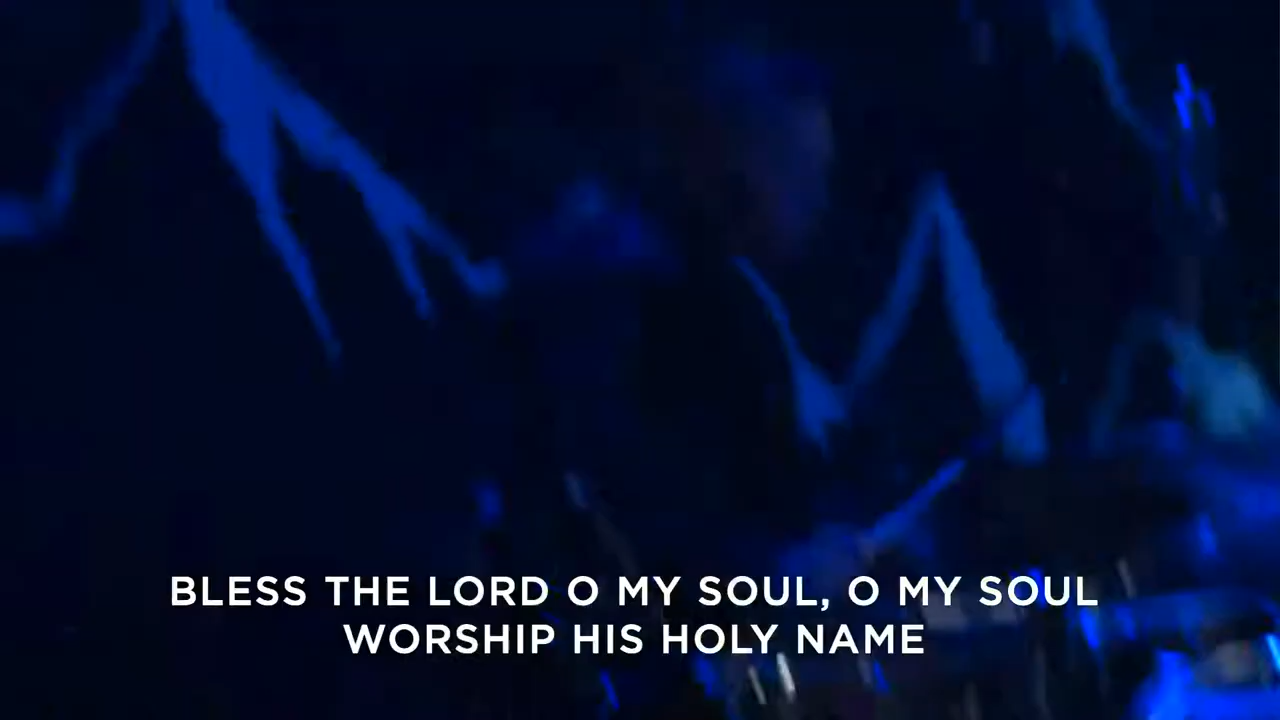 BLESS THE LORD O MY SOUL, O MY SOUL
WORSHIP HIS HOLY NAME